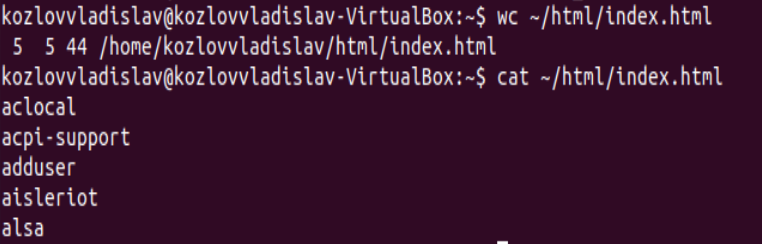 kozlovvladislav@kozlovvladislav-VirtualBox:~$ wc ~/html/index.html
 5  5 44 /home/kozlovvladislav/html/index.html
kozlovvladislav@kozlovvladislav-VirtualBox:~$ cat ~/html/index.html
aclocal
acpi-support
adduser
aisleriot
alsa